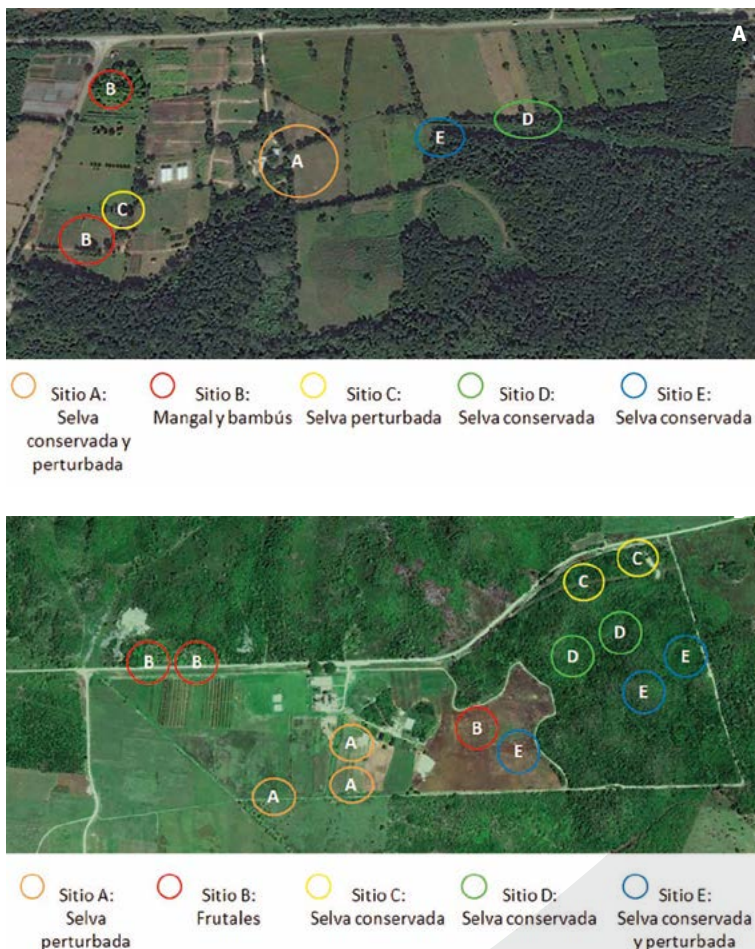 A
B
D
E
A
C
B
Sitio A:
Selva
conservada y
perturbada
Sitio B:
Mangal y bambús
Sitio C:
Selva perturbada
Sitio D:
Selva conservada
Sitio E:
Selva conservada
C
C
D
B
B
D
E
E
B
A
E
A
A
Sitio A:
Selva
perturbada
Sitio B:
Frutales
Sitio C:
Selva conservada
Sitio D:
Selva conservada
Sitio E:
Selva conservada
y perturbada